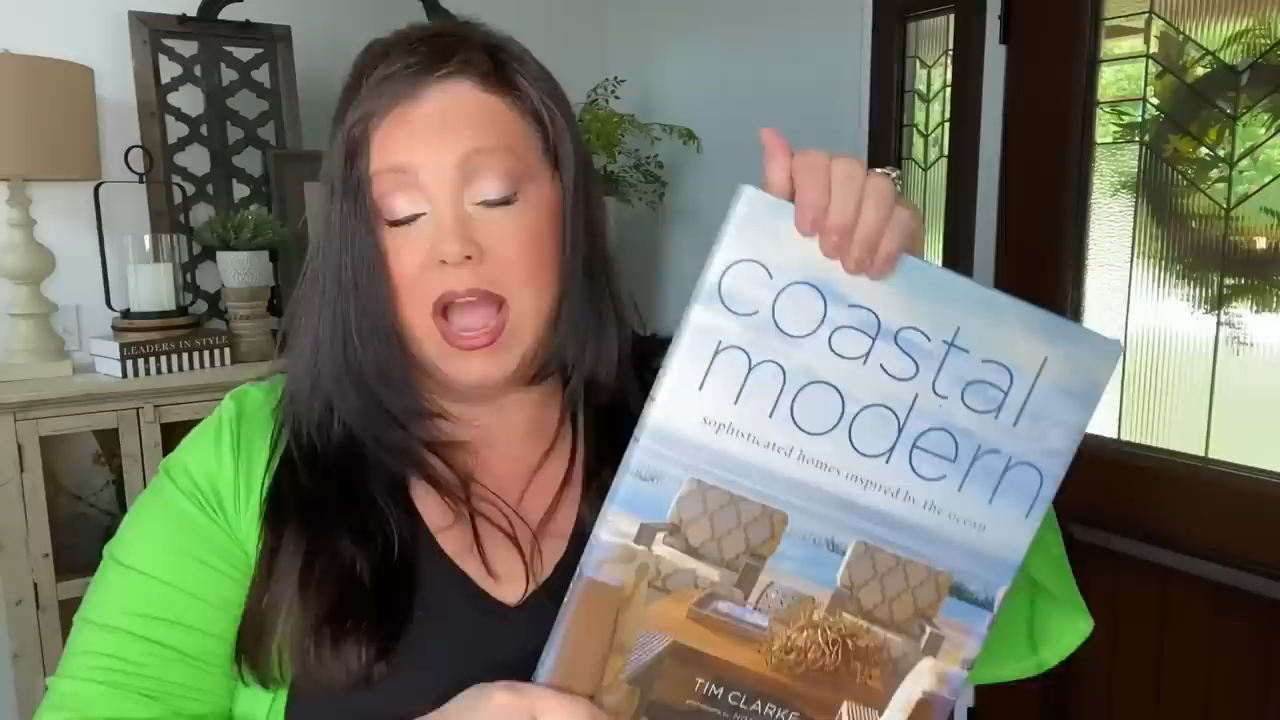 coastal
modern
sophisticated homes inspired by the ocean
TIM CLARKE
LEADERS IN STYLE